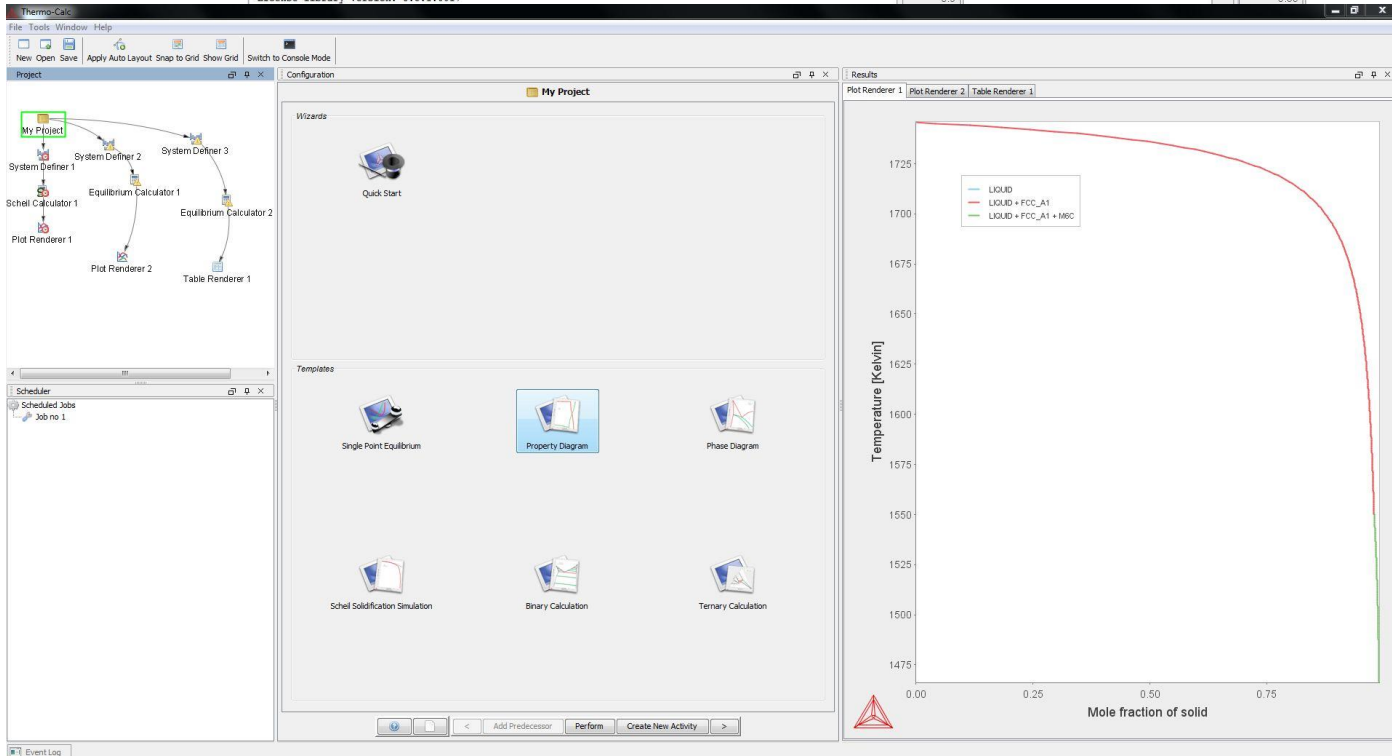 Thermo-Calc
File Tools Window Help
New Open Save Apply Auto Layout Snap to Grid Show Grid Switch to Console Mode
Project
My Project
System Definer 1
System Definer 2
System Definer 3
Scheil Calculator 1
Equilibrium Calculator 1
Equilibrium Calculator 2
Plot Renderer 1
Plot Renderer 2
Table Renderer 1
Scheduler
Scheduled Jobs
Job no 1
Configuration
My Project
Wizards
Quick Start
Templates
Single Point Equilibrium
Property Diagram
Phase Diagram
Scheil Solidification Simulation
Binary Calculation
Ternary Calculation
< Add Predecessor Perform Create New Activity >
Results
Plot Renderer 1 Plot Renderer 2 Table Renderer 1
LIQUID
LIQUID + FCC_A1
LIQUID + FCC_A1 + M6C
1725
1700
1675
1650
1625
1600
1575
1550
1525
1500
1475
Temperature [Kelvin]
0.00 0.25 0.50 0.75
Mole fraction of solid
Event Log